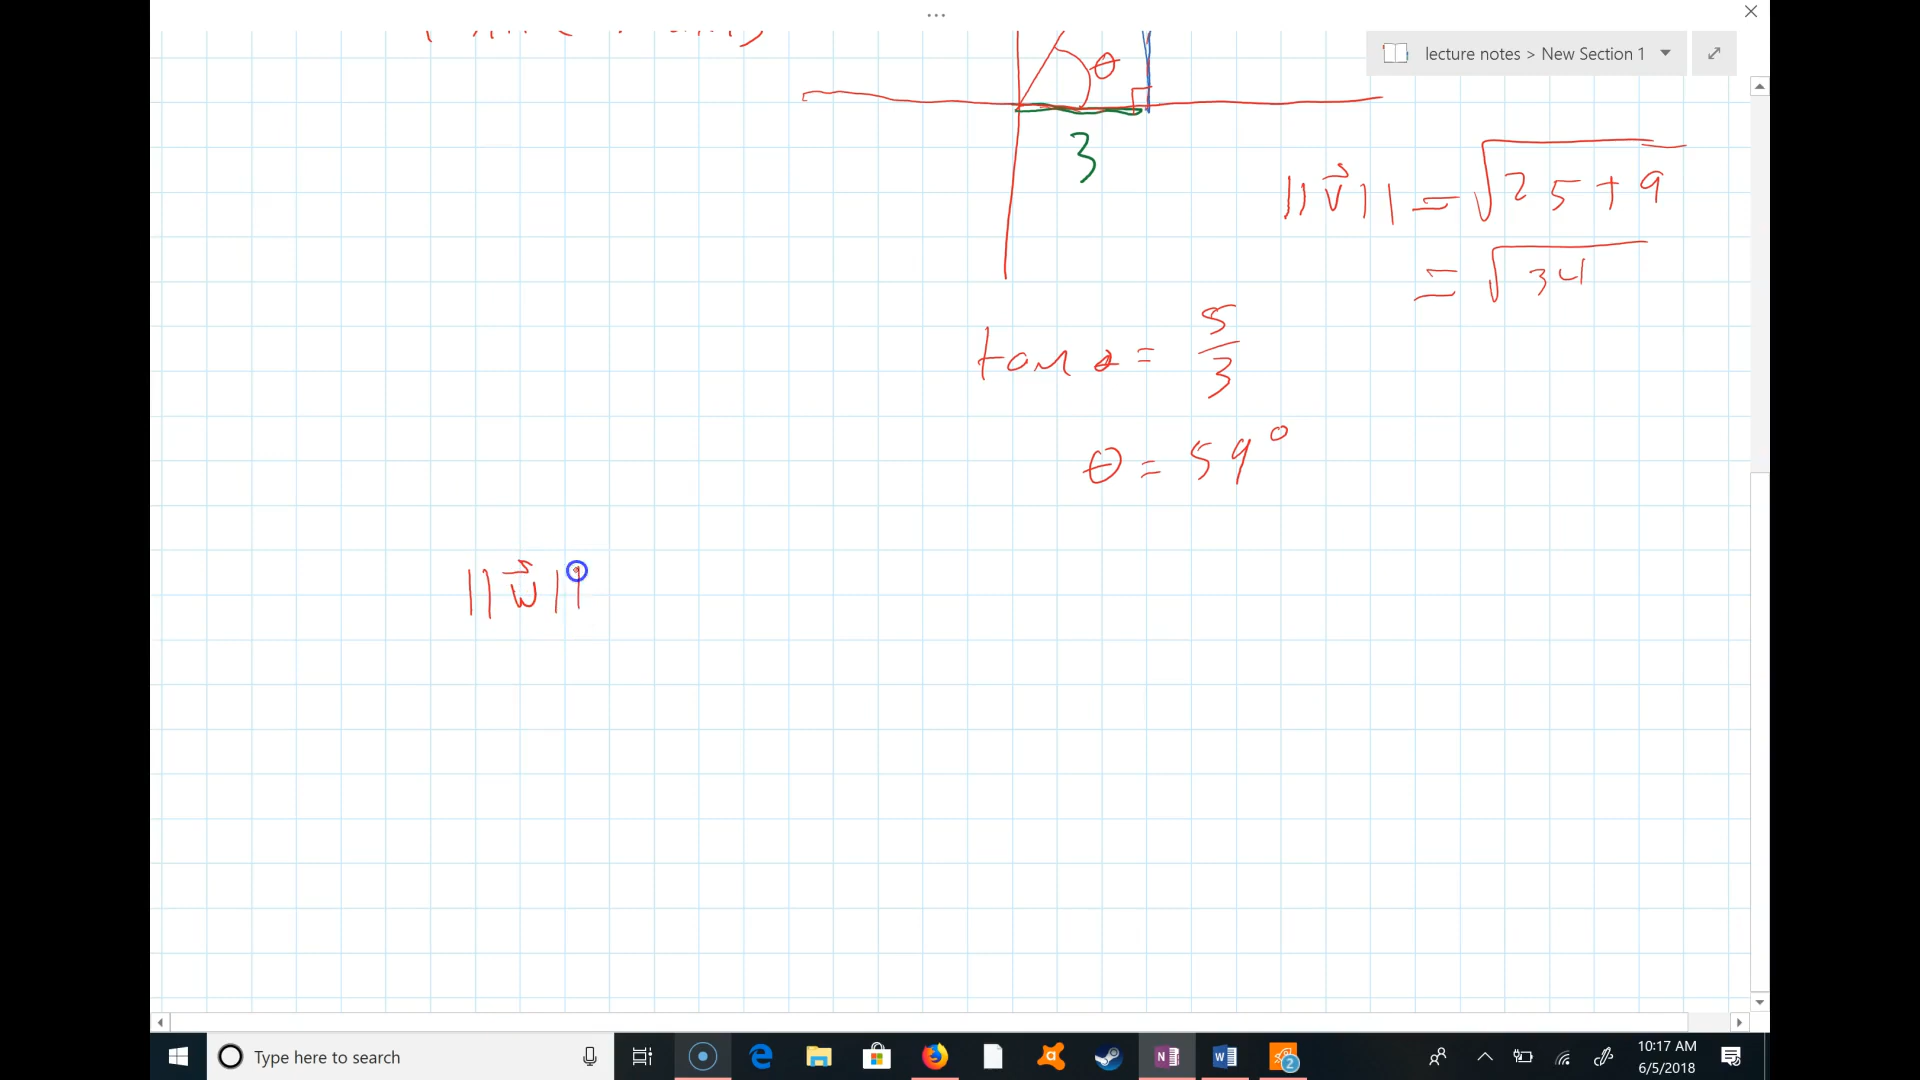 lecture notes > New Section 1
θ
3
||v⃗|| = √25 + 9
= √34
tan θ = 5/3
θ = 59°
||w⃗||
Type here to search
2
10:17 AM
6/5/2018